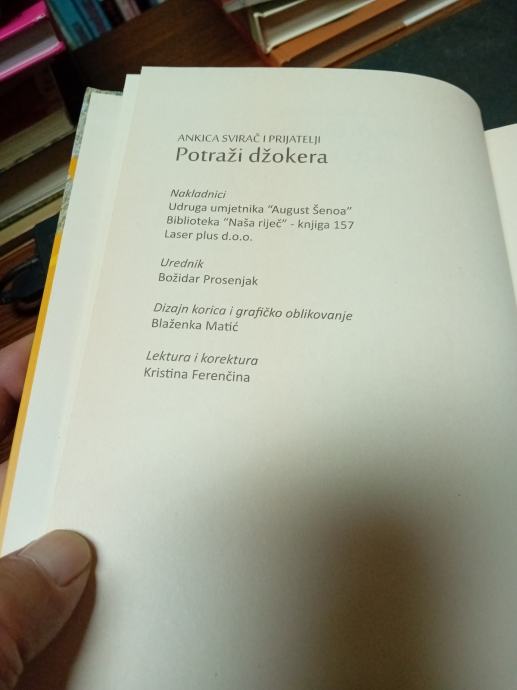 ANKICA SVIRAČ I PRIJATELJI
Potraži džokera
Nakladnici
Udruga umjetnika “August Šenoa”
Biblioteka “Naša riječ” - knjiga 157
Laser plus d.o.o.
Urednik
Božidar Prosenjak
Dizajn korica i grafičko oblikovanje
Blaženka Matić
Lektura i korektura
Kristina Ferenčina